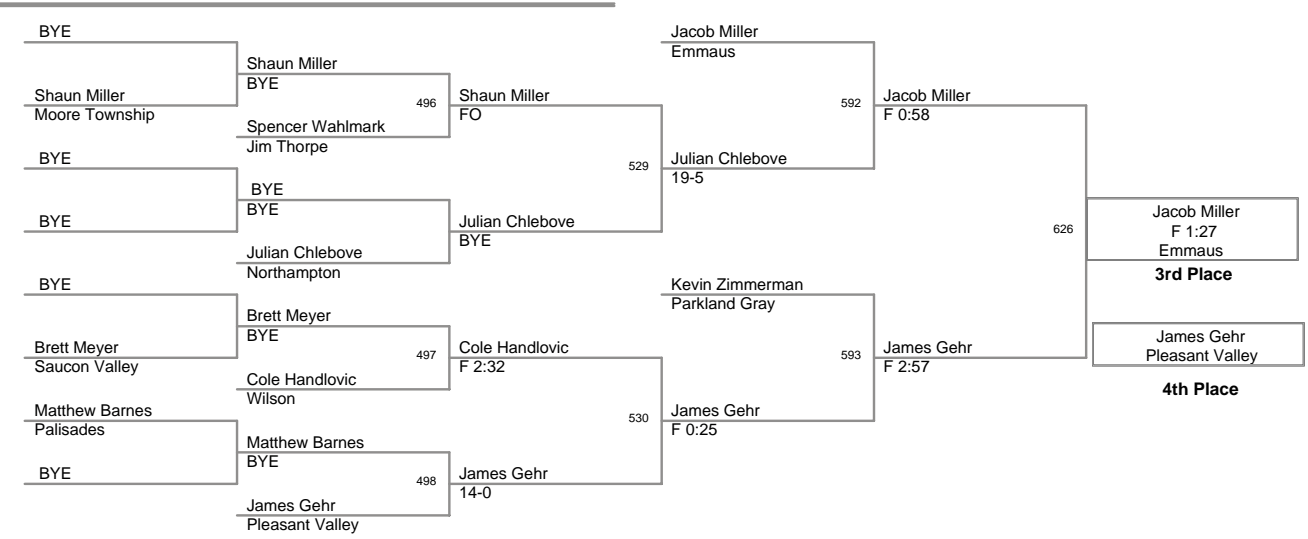 BYE
Shaun Miller
Moore Township
BYE
BYE
BYE
Brett Meyer
Saucon Valley
Matthew Barnes
Palisades
BYE
Shaun Miller
BYE
496
Spencer Wahlmark
Jim Thorpe
BYE
BYE
Julian Chlebove
Northampton
Brett Meyer
BYE
497
Cole Handlovic
Wilson
Matthew Barnes
BYE
498
James Gehr
Pleasant Valley
Shaun Miller
FO
529
Julian Chlebove
BYE
Cole Handlovic
F 2:32
530
James Gehr
14-0
Jacob Miller
Emmaus
592
Julian Chlebove
19-5
Kevin Zimmerman
Parkland Gray
593
James Gehr
F 0:25
Jacob Miller
F 0:58
626
James Gehr
F 2:57
Jacob Miller
F 1:27
Emmaus
3rd Place
James Gehr
Pleasant Valley
4th Place